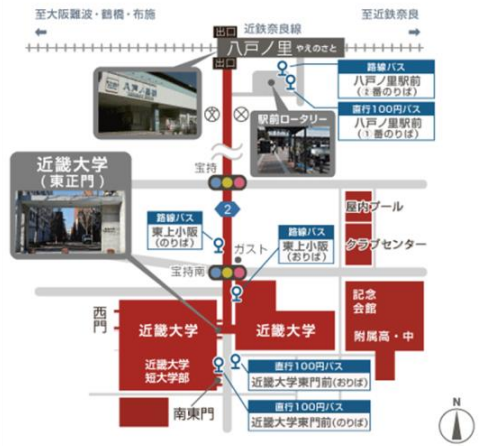 至大阪難波・鶴橋・布施
近鉄奈良線
至近鉄奈良
出口
八戸ノ里 やえのさと
出口
路線バス
八戸ノ里駅前
(2番のりば)
直行100円バス
八戸ノ里駅前
(1番のりば)
駅前ロータリー
近畿大学
(東正門)
宝持
2
屋内プール
クラブセンター
路線バス
東上小阪
(のりば)
ガスト
路線バス
東上小阪
(おりば)
宝持南
西門
近畿大学
近畿大学
記念
会館
附属高・中
近畿大学
短大学部
直行100円バス
近畿大学東門前(おりば)
直行100円バス
近畿大学東門前(のりば)
南東門
N